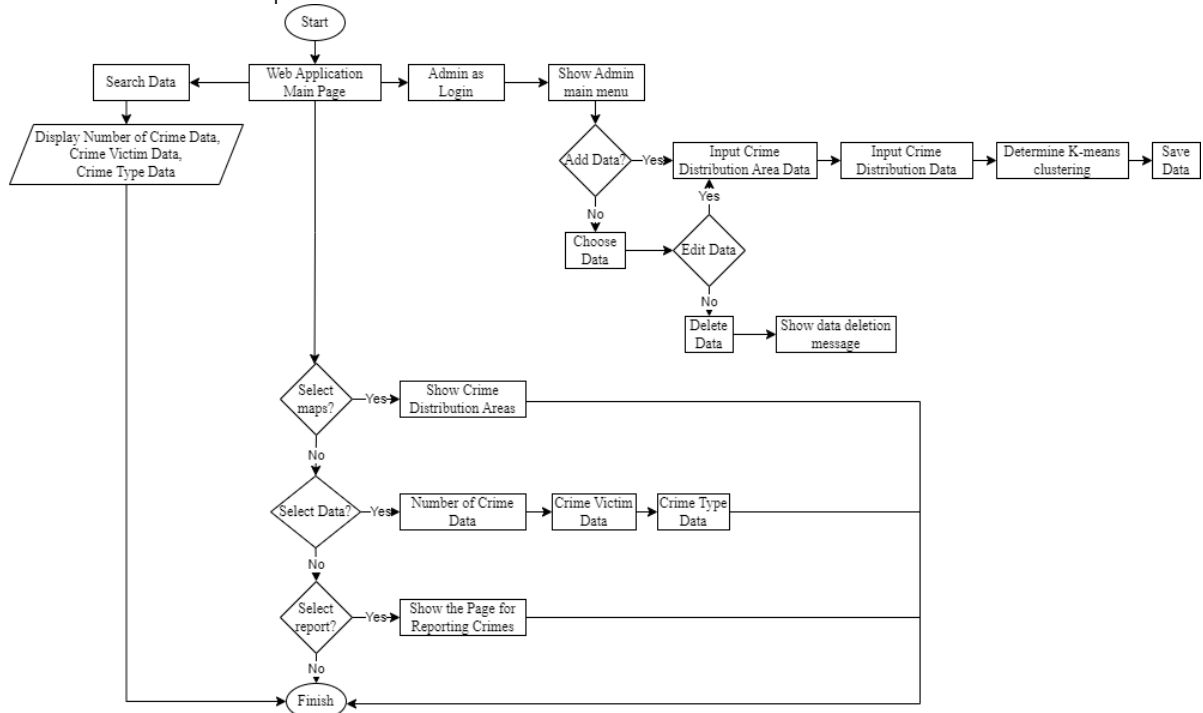 Start
Search Data
Web Application
Main Page
Admin as
Login
Show Admin
main menu
Display Number of Crime Data,
Crime Victim Data,
Crime Type Data
Add Data?
Yes
Input Crime
Distribution Area Data
Input Crime
Distribution Data
Determine K-means
clustering
Save
Data
No
Yes
Choose
Data
Edit Data
No
Delete
Data
Show data deletion
message
Select
maps?
Yes
Show Crime
Distribution Areas
No
Select Data?
Yes
Number of Crime
Data
Crime Victim
Data
Crime Type
Data
No
Select
report?
Yes
Show the Page for
Reporting Crimes
No
Finish